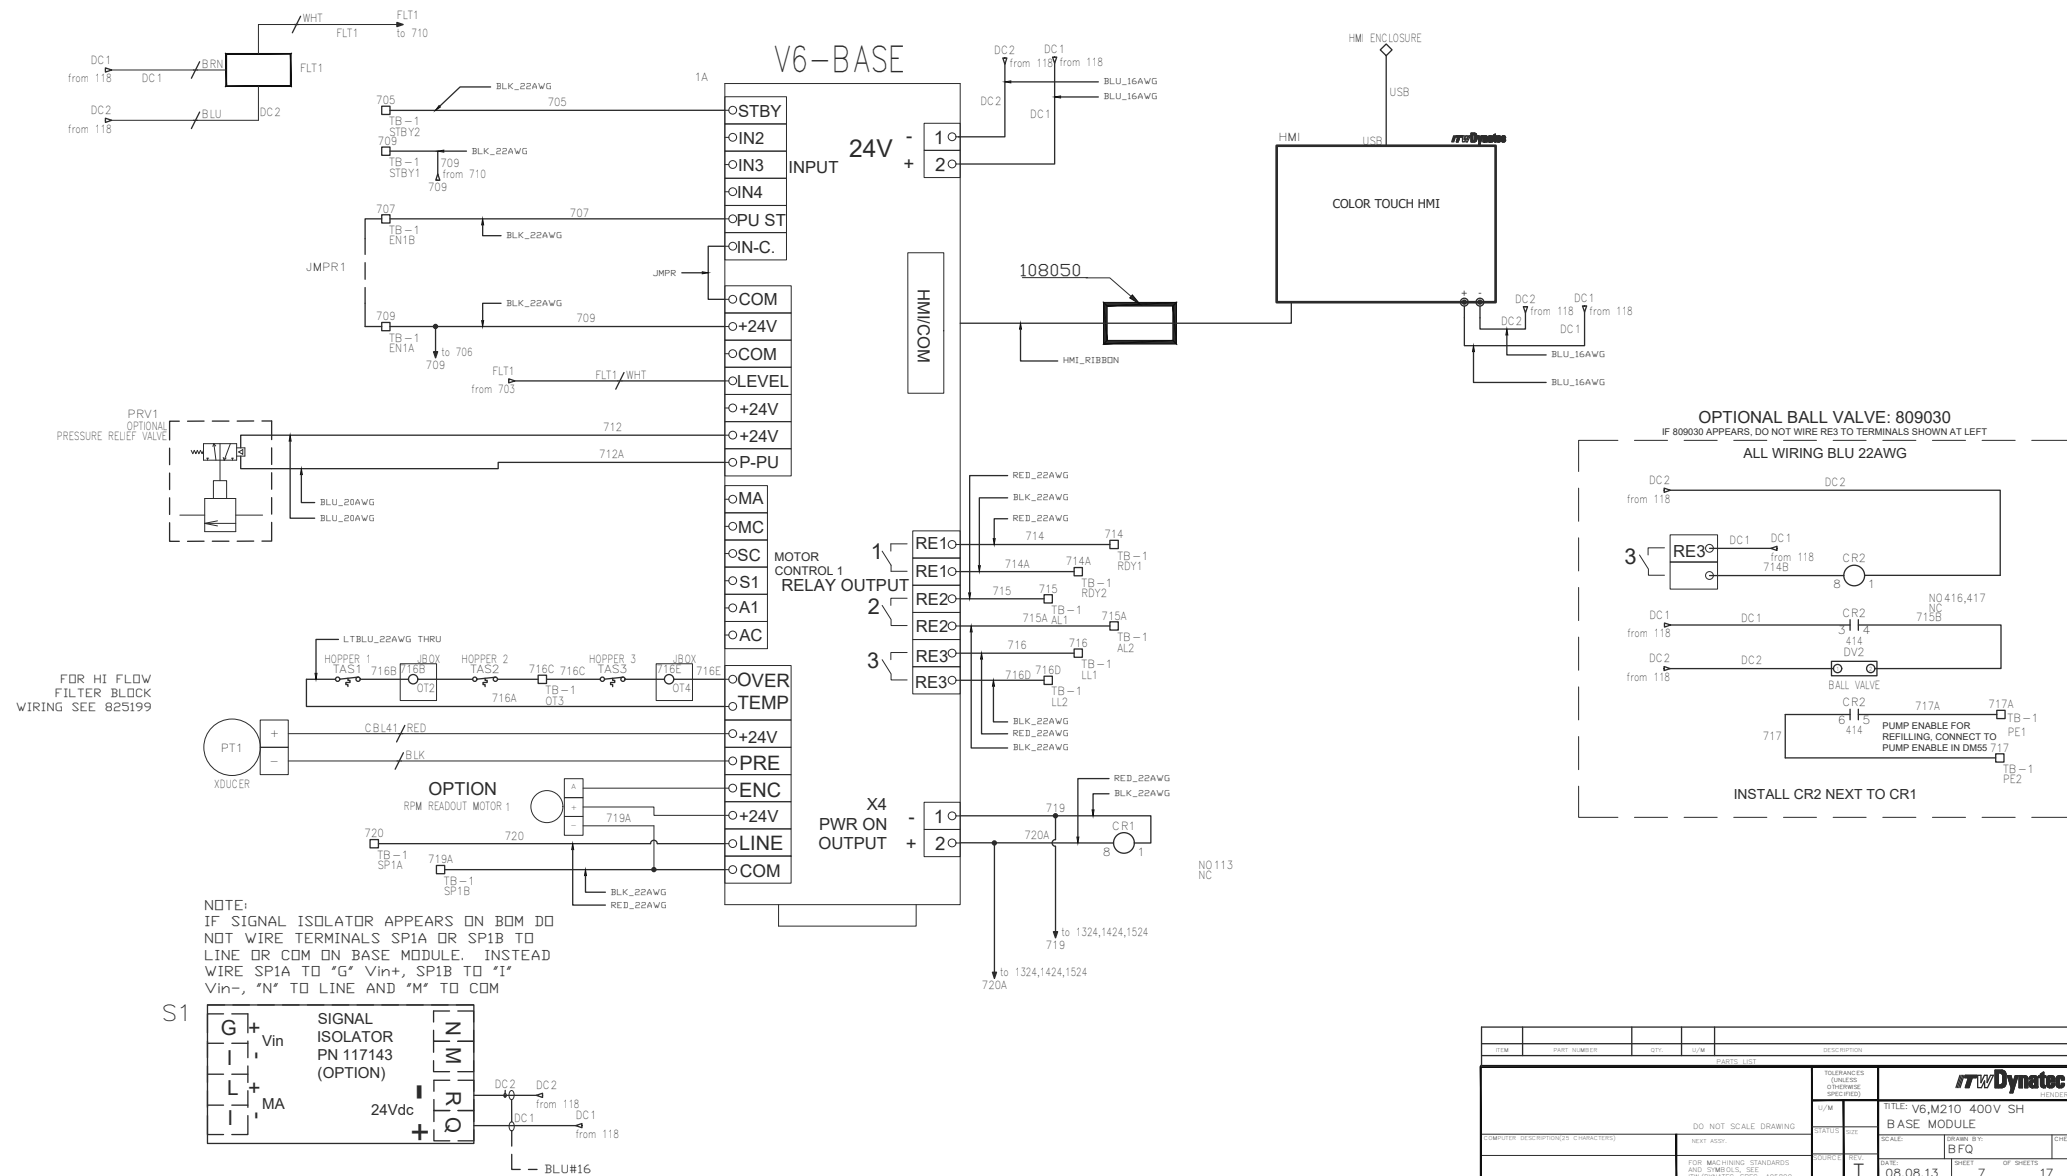 WHT
FLT1
FLT1
to 710
DC1
from 118
DC1
BRN
FLT1
DC2
from 118
BLU
DC2
V6-BASE
1A
705
TB-1
STBY2
BLK_22AWG
705
STBY
709
TB-1
STBY1
BLK_22AWG
709
from 710
709
IN2
IN3
INPUT
IN4
707
TB-1
EN1B
707
BLK_22AWG
PU ST
IN-C.
JMPR1
JMPR
BLK_22AWG
COM
709
TB-1
EN1A
709
+24V
to 706
709
COM
FLT1
from 703
FLT1
WHT
LEVEL
+24V
PRV1
OPTIONAL
PRESSURE RELIEF VALVE
712
+24V
712A
P-PU
BLU_20AWG
BLU_20AWG
MA
MC
SC
S1
A1
AC
MOTOR
CONTROL 1
RELAY OUTPUT
LTBLU_22AWG THRU
HOPPER 1
TAS1
716B
JBOX
716B
OT2
HOPPER 2
TAS2
716C
716C
TB-1
OT3
HOPPER 3
TAS3
JBOX
716E
OT4
716E
716A
OVER
TEMP
FOR HI FLOW
FILTER BLOCK
WIRING SEE 825199
PT1
+
-
XDUCER
CBL41
RED
BLK
+24V
PRE
OPTION
RPM READOUT MOTOR 1
A
+
-
719A
ENC
+24V
720
TB-1
SP1A
720
LINE
719A
TB-1
SP1B
COM
BLK_22AWG
RED_22AWG
NOTE:
IF SIGNAL ISOLATOR APPEARS ON BOM DO
NOT WIRE TERMINALS SP1A OR SP1B TO
LINE OR COM ON BASE MODULE. INSTEAD
WIRE SP1A TO "G" Vin+, SP1B TO "I"
Vin-, "N" TO LINE AND "M" TO COM
S1
G
+
Vin
I
-
L
+
MA
I
-
SIGNAL
ISOLATOR
PN 117143
(OPTION)
N
M
R
Q
-
24Vdc
+
DC2
DC2
from 118
DC1
DC1
from 118
BLU#16
24V
-
1
+
2
DC2
from 118
DC1
from 118
BLU_16AWG
BLU_16AWG
DC2
DC1
HMI/COM
108050
HMI_RIBBON
HMI ENCLOSURE
USB
HMI
USB
ITWDynatec
COLOR TOUCH HMI
+ -
DC2
from 118
DC1
from 118
DC2
DC1
BLU_16AWG
BLU_16AWG
RED_22AWG
BLK_22AWG
RED_22AWG
1
RE1
714
714
TB-1
RDY1
RE1
714A
714A
TB-1
RDY2
2
RE2
715
715
TB-1
AL1
RE2
715A
715A
TB-1
AL2
3
RE3
716
716
TB-1
LL1
RE3
716D
716D
TB-1
LL2
BLK_22AWG
RED_22AWG
BLK_22AWG
X4
PWR ON
OUTPUT
-
1
+
2
RED_22AWG
BLK_22AWG
719
720A
CR1
8
1
NO113
NC
to 1324,1424,1524
719
to 1324,1424,1524
720A
OPTIONAL BALL VALVE: 809030
IF 809030 APPEARS, DO NOT WIRE RE3 TO TERMINALS SHOWN AT LEFT
ALL WIRING BLU 22AWG
DC2
from 118
DC2
3
RE3
DC1
DC1
from 118
714B
CR2
8
1
NO416,417
NC
DC1
from 118
DC1
CR2
3 4
414
715B
DC2
from 118
DC2
DV2
BALL VALVE
CR2
6 5
414
717A
717A
TB-1
PE1
717
PUMP ENABLE FOR
REFILLING, CONNECT TO
PUMP ENABLE IN DM55
717
TB-1
PE2
INSTALL CR2 NEXT TO CR1
ITEM
PART NUMBER
QTY.
U/M
DESCRIPTION
PARTS LIST
TOLERANCES
(UNLESS
OTHERWISE
SPECIFIED)
ITWDynatec
U/M
TITLE: V6,M210 400V SH
BASE MODULE
DO NOT SCALE DRAWING
STATUS
SIZE
COMPUTER DESCRIPTION(25 CHARACTERS)
NEXT ASSY.
SCALE:
DRAWN BY:
BFQ
FOR MACHINING STANDARDS
AND SYMBOLS, SEE
SOURCE
REV.
I
DATE:
08.08.13
SHEET
7
OF SHEETS
17